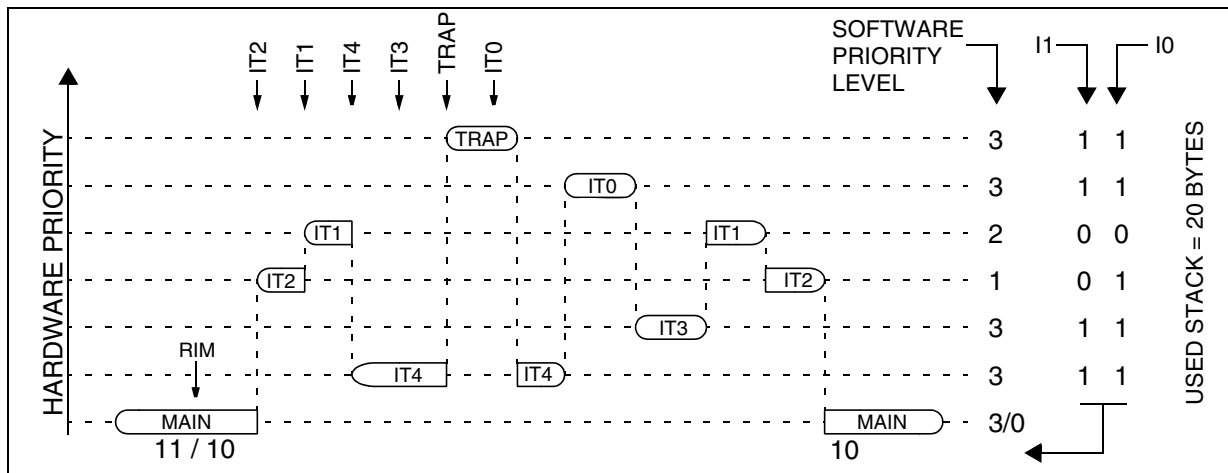 IT2
IT1
IT4
IT3
TRAP
IT0
SOFTWARE
PRIORITY
LEVEL
I1
I0
HARDWARE PRIORITY
TRAP
3
1 1
IT0
3
1 1
IT1
IT1
2
0 0
IT2
IT2
1
0 1
IT3
3
1 1
RIM
IT4
IT4
3
1 1
MAIN
MAIN
3/0
11 / 10
10
USED STACK = 20 BYTES